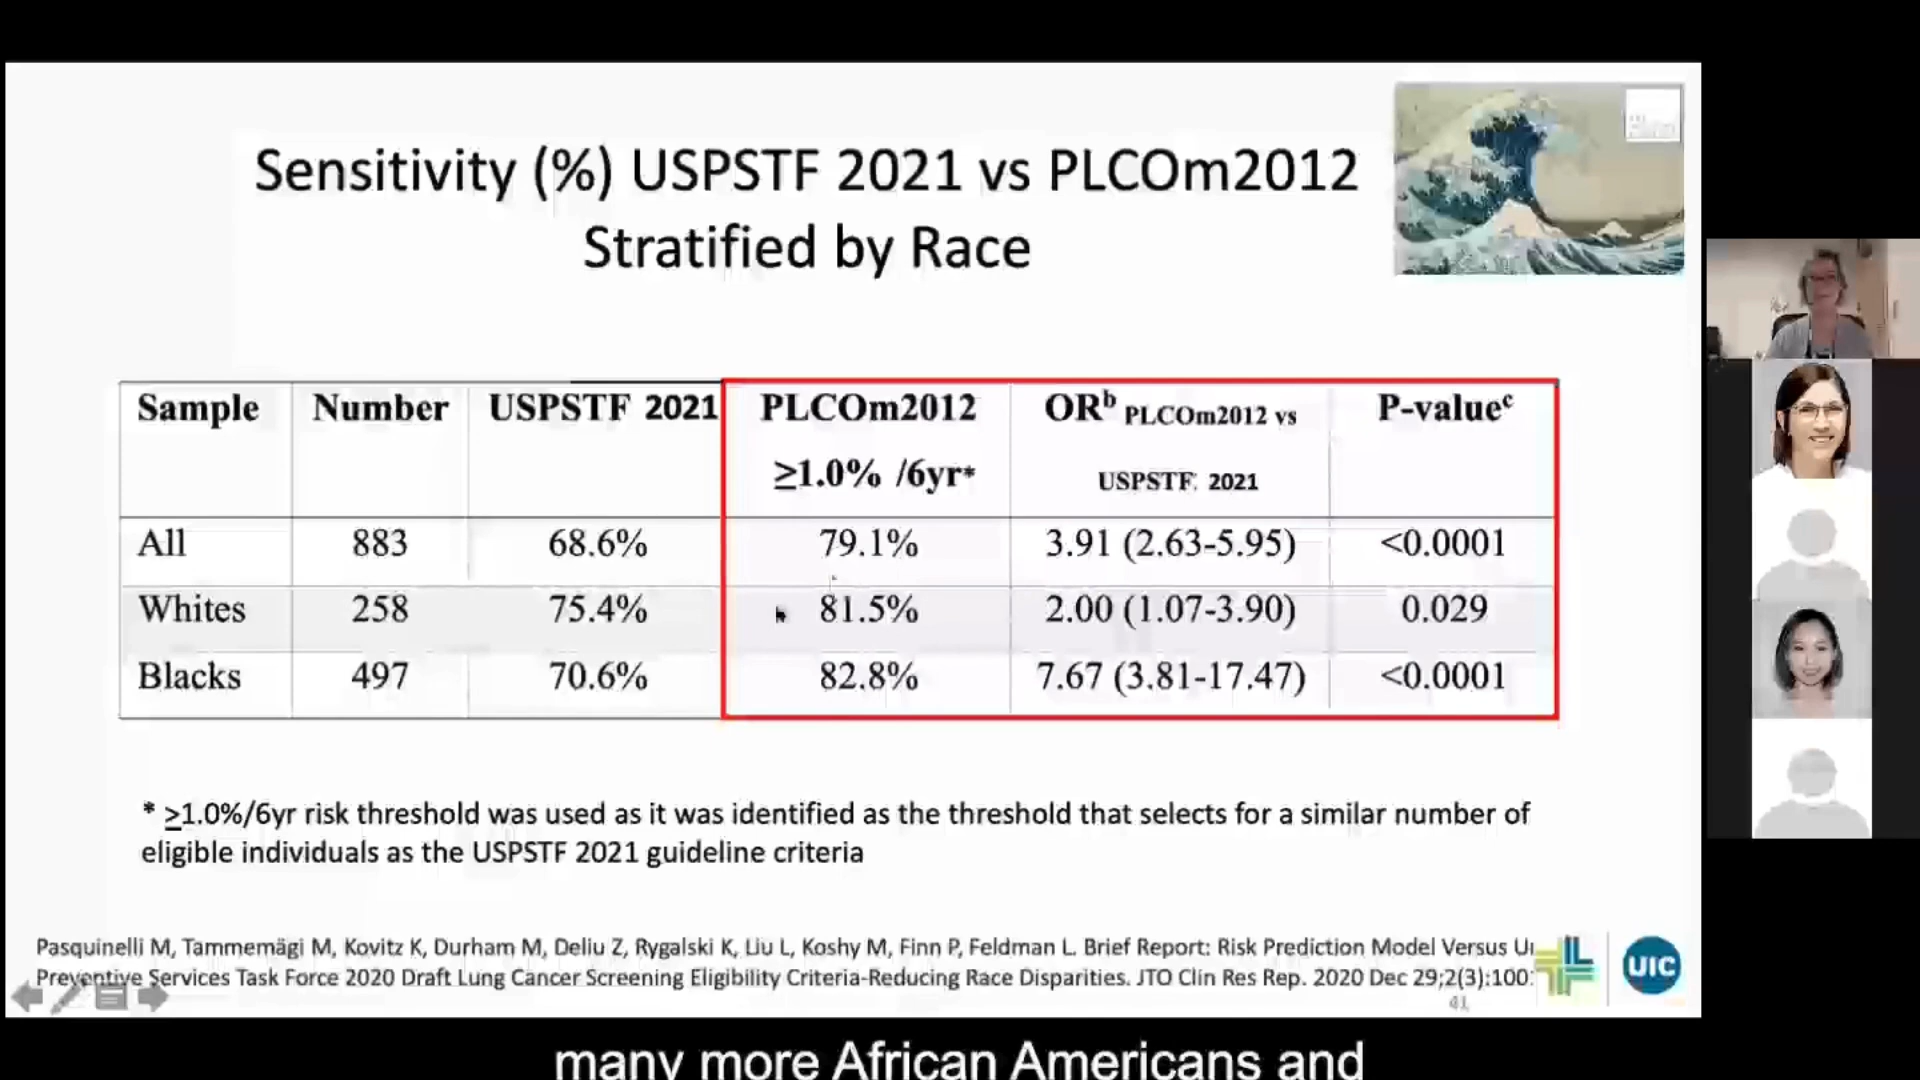 Sensitivity (%) USPSTF 2021 vs PLCOm2012
Stratified by Race
Sample Number USPSTF 2021 PLCOm2012 ≥1.0% /6yr* ORᵇ PLCOm2012 vs USPSTF 2021 P-valueᶜ
All 883 68.6% 79.1% 3.91 (2.63-5.95) <0.0001
Whites 258 75.4% 81.5% 2.00 (1.07-3.90) 0.029
Blacks 497 70.6% 82.8% 7.67 (3.81-17.47) <0.0001
* ≥1.0%/6yr risk threshold was used as it was identified as the threshold that selects for a similar number of
eligible individuals as the USPSTF 2021 guideline criteria
Pasquinelli M, Tammemägi M, Kovitz K, Durham M, Deliu Z, Rygalski K, Liu L, Koshy M, Finn P, Feldman L. Brief Report: Risk Prediction Model Versus
Preventive Services Task Force 2020 Draft Lung Cancer Screening Eligibility Criteria-Reducing Race Disparities. JTO Clin Res Rep. 2020 Dec 29;2(3):100
UIC
41
many more African Americans and